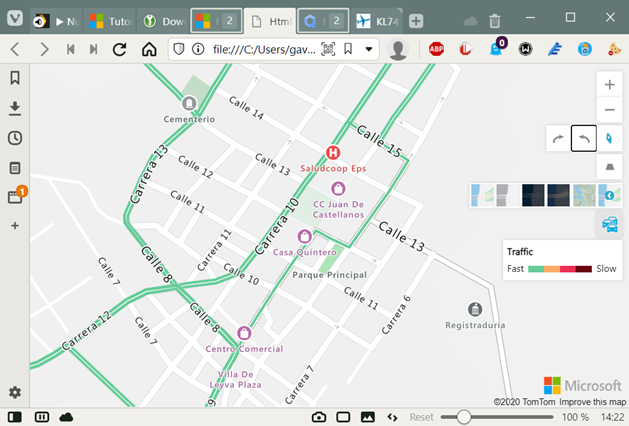 Nu
Tuto
Dow
2
Html
2
KL74
file:///C:/Users/gav...
ABP
0
1
Calle 14
Cementerio
Calle 15
Carrera 13
Calle 12
Calle 13
Saludcoop Eps
Calle 11
CC Juan De
Castellanos
Carrera 10
Calle 13
Carrera 11
Casa Quintero
Calle 7
Calle 8
Calle 10
Parque Principal
Calle 11
Carrera 6
Carrera 12
Calle 8
Calle 7
Registraduria
Centro Comercial
Villa De
Leyva Plaza
Carrera 7
9
Traffic
Fast
Slow
Microsoft
©2020 TomTom Improve this map
Reset
100 %
14:22